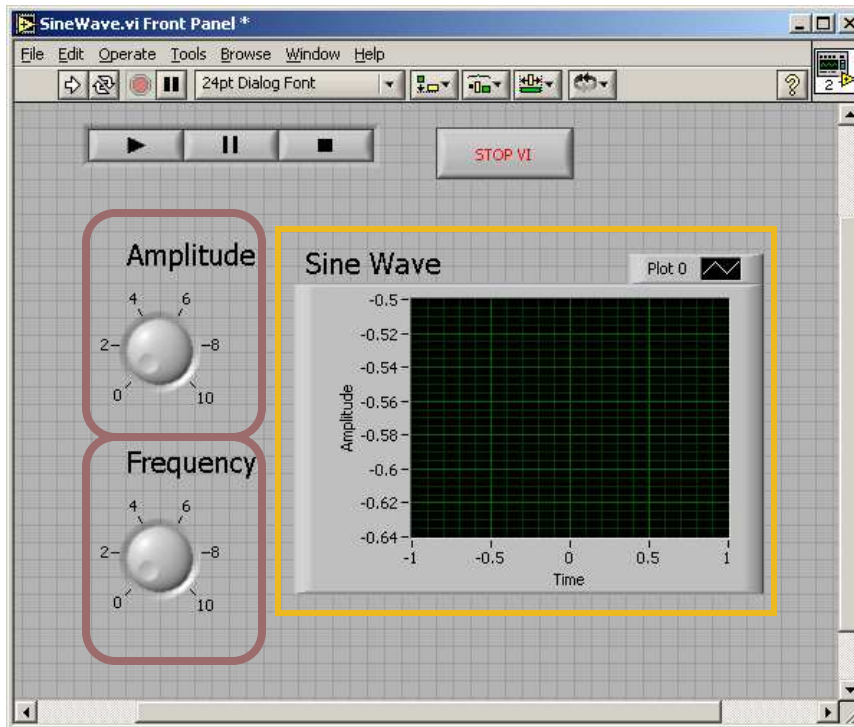 SineWave.vi Front Panel *
File Edit Operate Tools Browse Window Help
24pt Dialog Font
2
STOP VI
Amplitude
4 6
2 8
0 10
Frequency
4 6
2 8
0 10
Sine Wave
Plot 0
-0.5
-0.52
-0.54
-0.56
-0.58
-0.6
-0.62
-0.64
Amplitude
-1 -0.5 0 0.5 1
Time